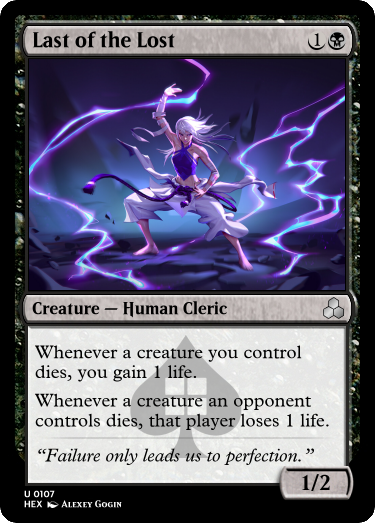 Last of the Lost 1
Creature — Human Cleric
Whenever a creature you control
dies, you gain 1 life.
Whenever a creature an opponent
controls dies, that player loses 1 life.
“Failure only leads us to perfection.”
1/2
U 0107
HEX Alexey Gogin